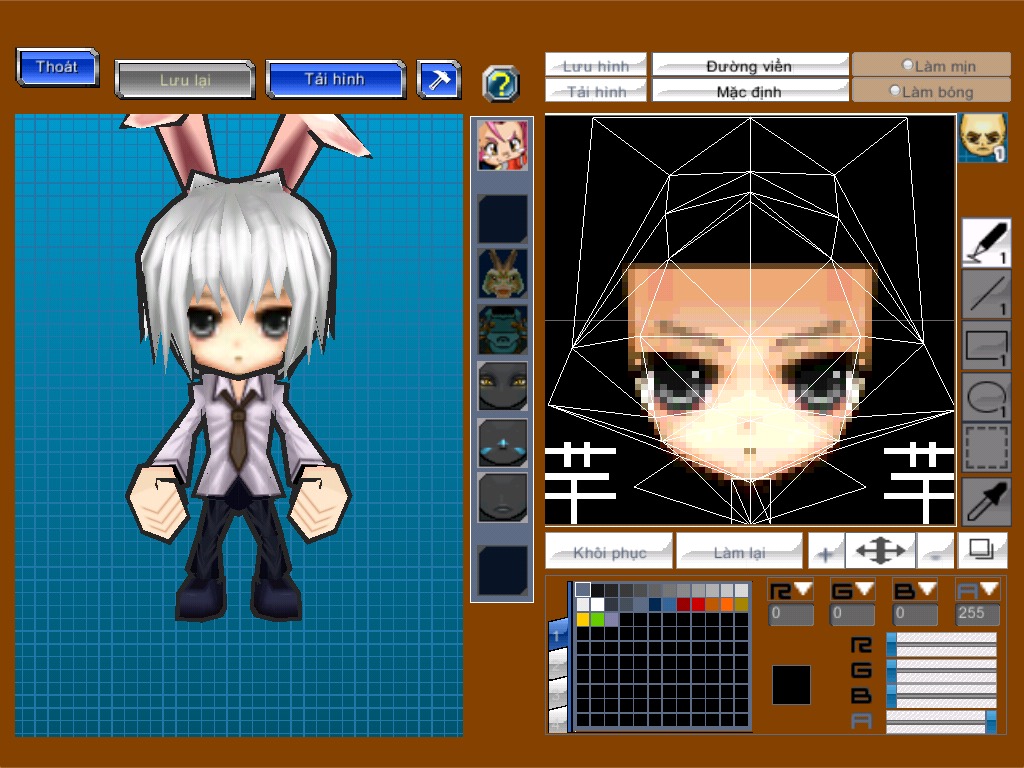 Thoát
Lưu lại
Tải hình
?
Lưu hình
Đường viền
Làm mịn
Tải hình
Mặc định
Làm bóng
1
1
1
1
1
Khôi phục
Làm lại
+
-
R
G
B
A
0
0
0
255
1
R
G
B
A